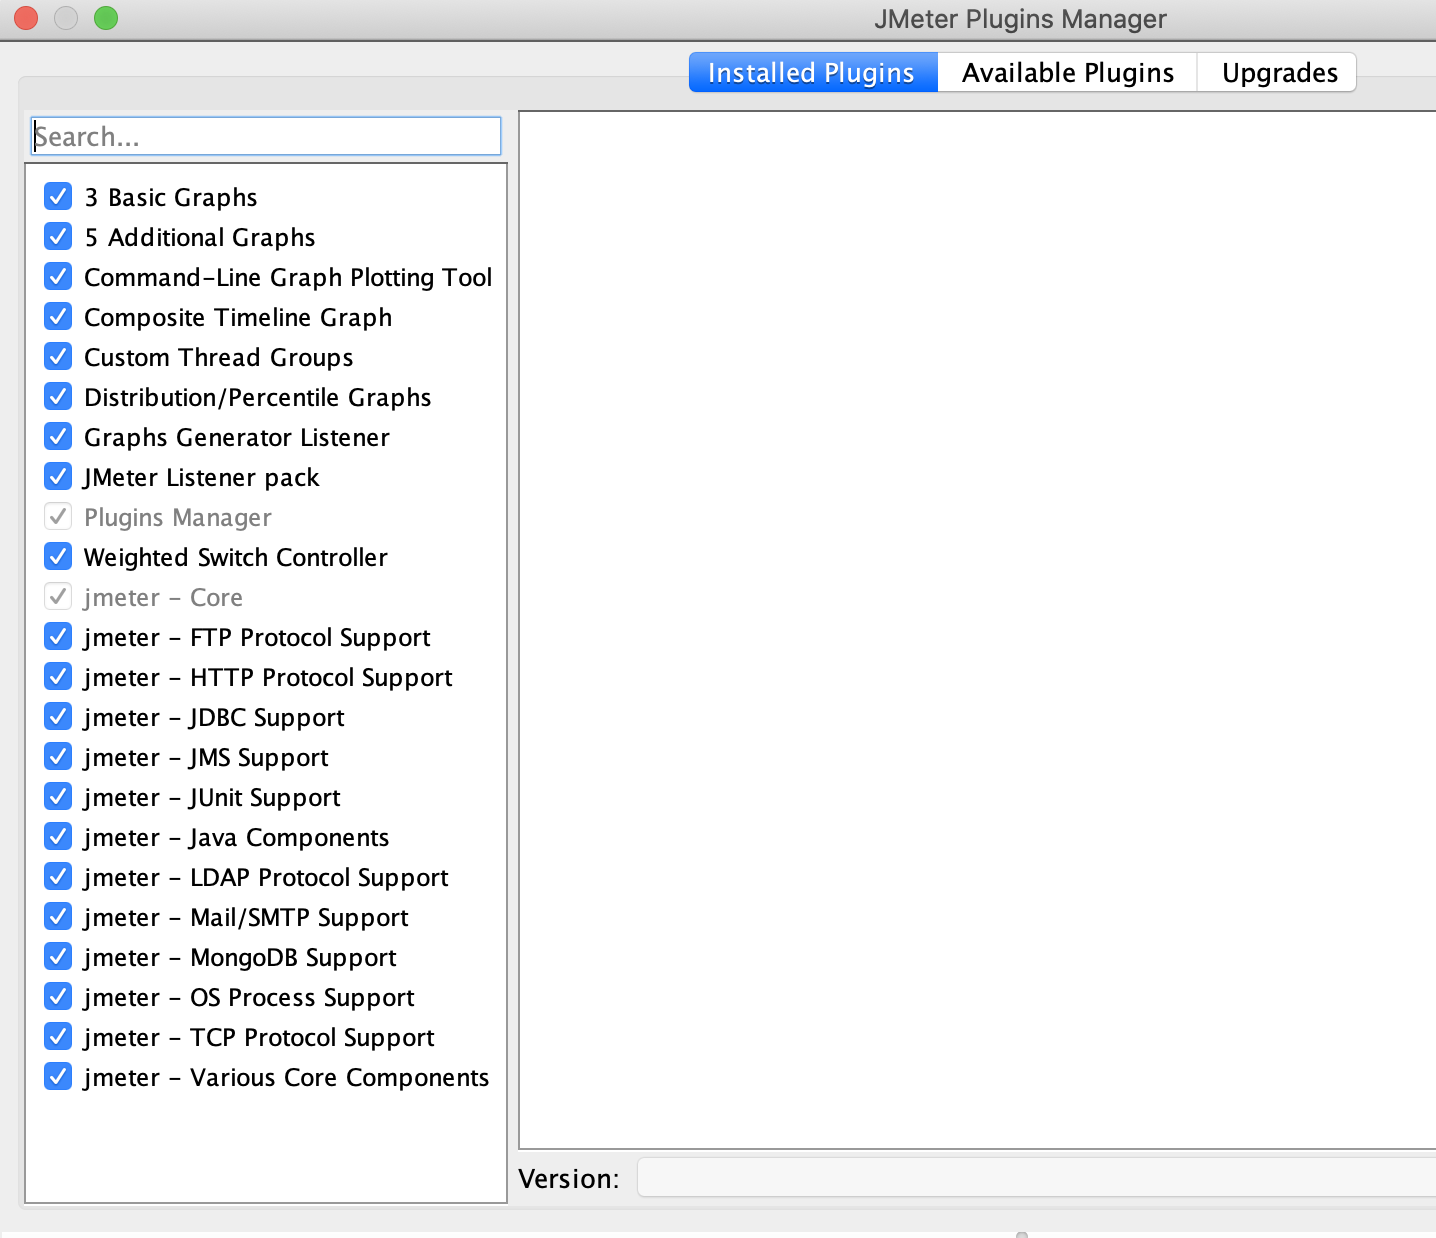 JMeter Plugins Manager
Installed Plugins
Available Plugins
Upgrades
Search...
3 Basic Graphs
5 Additional Graphs
Command-Line Graph Plotting Tool
Composite Timeline Graph
Custom Thread Groups
Distribution/Percentile Graphs
Graphs Generator Listener
JMeter Listener pack
Plugins Manager
Weighted Switch Controller
jmeter - Core
jmeter - FTP Protocol Support
jmeter - HTTP Protocol Support
jmeter - JDBC Support
jmeter - JMS Support
jmeter - JUnit Support
jmeter - Java Components
jmeter - LDAP Protocol Support
jmeter - Mail/SMTP Support
jmeter - MongoDB Support
jmeter - OS Process Support
jmeter - TCP Protocol Support
jmeter - Various Core Components
Version: